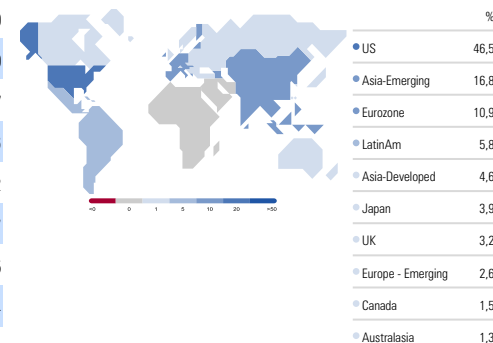 %
US 46,5
Asia-Emerging 16,8
Eurozone 10,9
LatinAm 5,8
Asia-Developed 4,6
Japan 3,9
UK 3,2
Europe - Emerging 2,6
Canada 1,5
Australasia 1,3
<0 0 1 5 10 20 >50